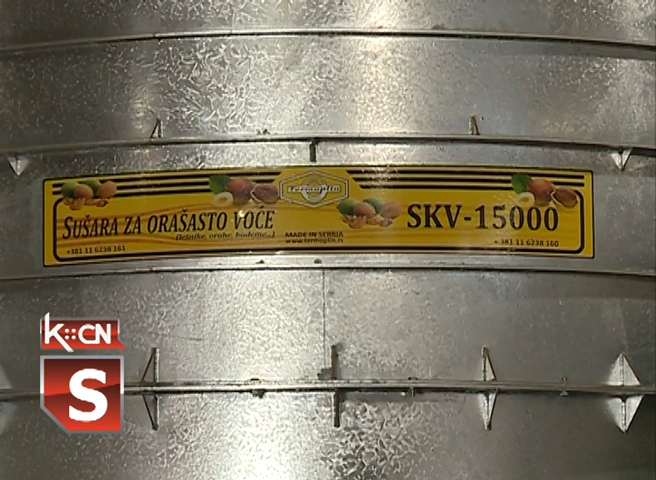 termoplin
SUŠARA ZA ORAŠASTO VOĆE
(lešnike, orahe, bademe...)
+381 11 6238 161
MADE IN SERBIA
www.termoplin.rs
SKV-15000
+381 11 6238 160
K::CN
S